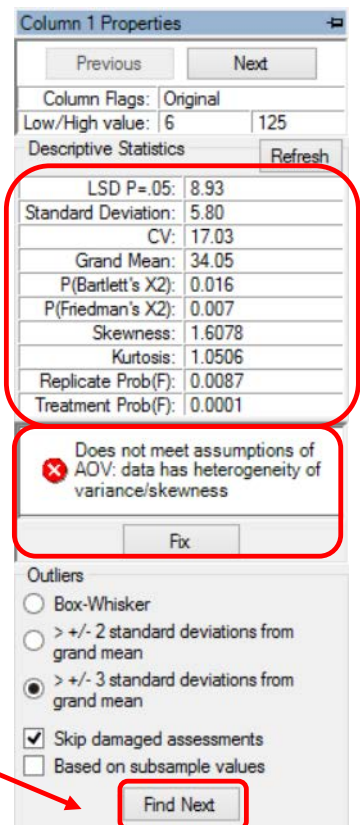 Column 1 Properties
Previous Next
Column Flags: Original
Low/High value: 6 125
Descriptive Statistics Refresh
LSD P=.05: 8.93
Standard Deviation: 5.80
CV: 17.03
Grand Mean: 34.05
P(Bartlett's X2): 0.016
P(Friedman's X2): 0.007
Skewness: 1.6078
Kurtosis: 1.0506
Replicate Prob(F): 0.0087
Treatment Prob(F): 0.0001
Does not meet assumptions of
AOV: data has heterogeneity of
variance/skewness
Fix
Outliers
Box-Whisker
> +/- 2 standard deviations from
grand mean
> +/- 3 standard deviations from
grand mean
Skip damaged assessments
Based on subsample values
Find Next